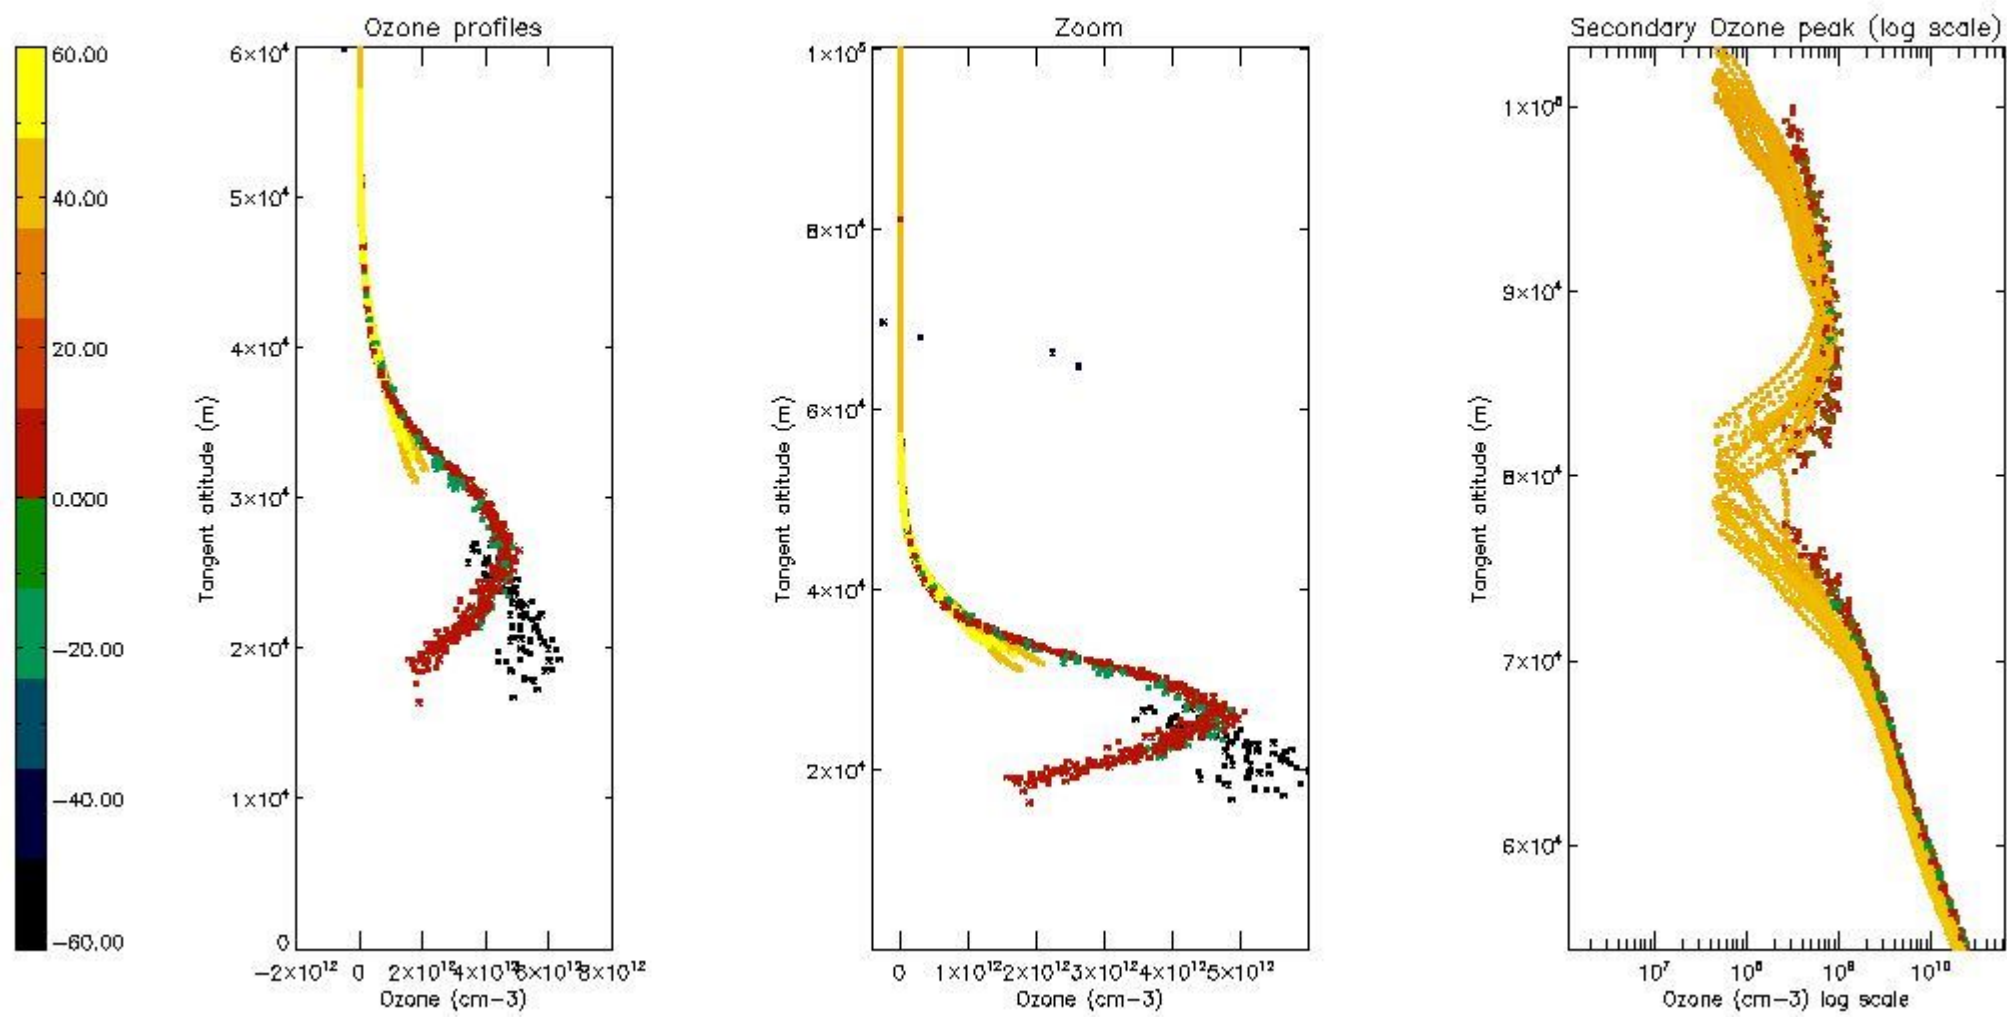 Ozone profiles
60.00
40.00
20.00
0.000
-20.00
-40.00
-60.00
6×10⁴
5×10⁴
4×10⁴
3×10⁴
2×10⁴
1×10⁴
0
Tangent altitude (m)
-2×10¹² 0 2×10¹² 4×10¹² 6×10¹² 8×10¹²
Ozone (cm-3)
Zoom
1×10⁵
8×10⁴
6×10⁴
4×10⁴
2×10⁴
Tangent altitude (m)
0 1×10¹² 2×10¹² 3×10¹² 4×10¹² 5×10¹²
Ozone (cm-3)
Secondary Ozone peak (log scale)
9×10⁴
8×10⁴
7×10⁴
6×10⁴
Tangent altitude (m)
10⁷ 10⁹ 10¹⁰
Ozone (cm-3) log scale